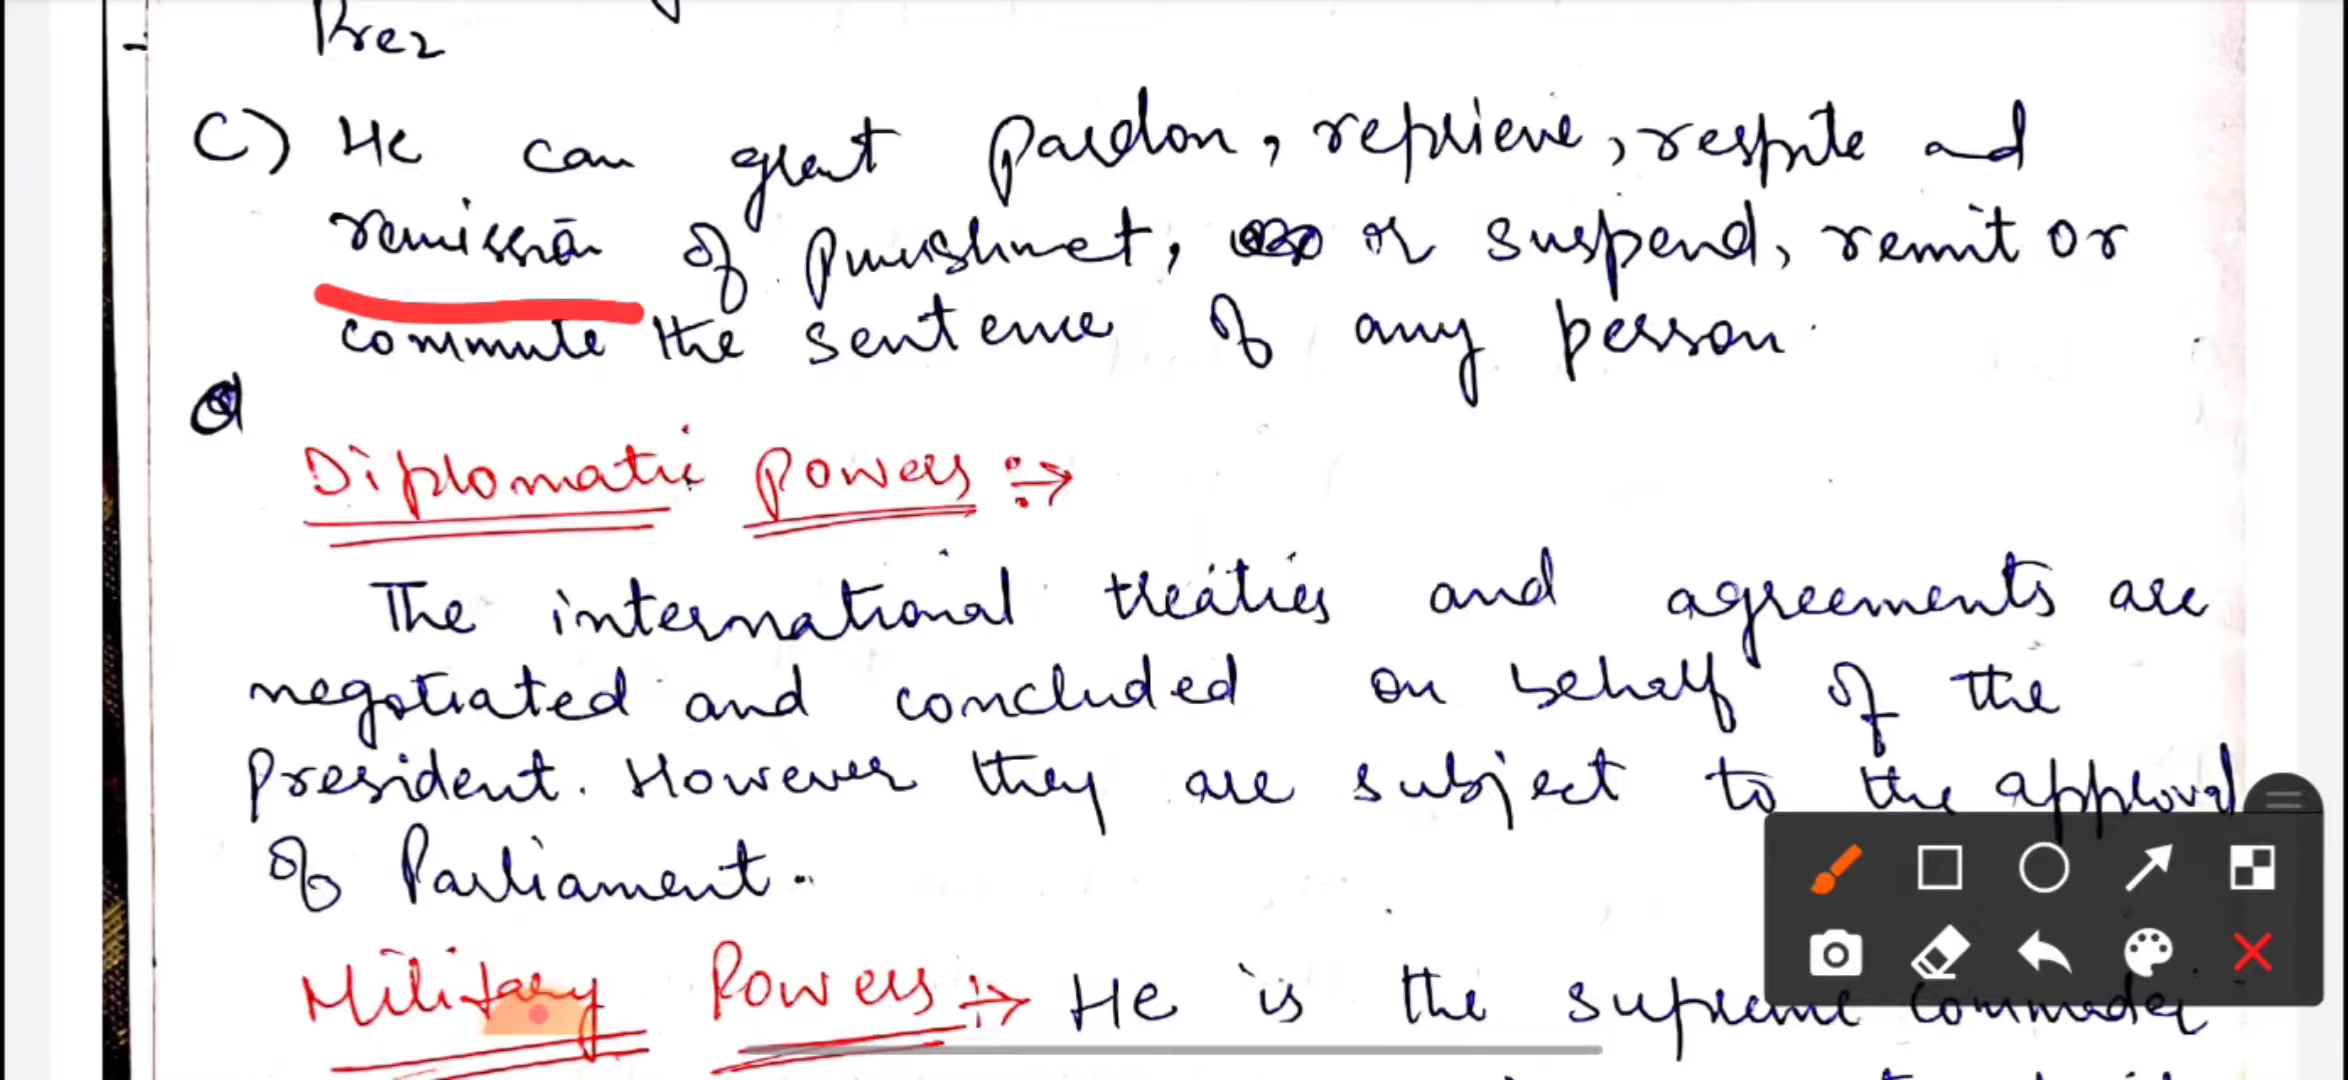 Prez
C) He can grant pardon, reprieve, respite and
remission of punishment, or suspend, remit or
commute the sentence of any person.
Diplomatic Powers :→
The international treaties and agreements are
negotiated and concluded on behalf of the
President. However they are subject to the approval
of Parliament.
Military Powers :→ He is the supreme commander